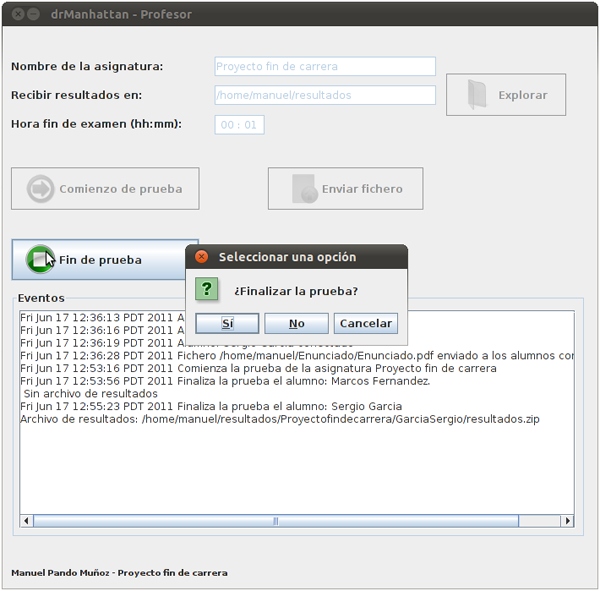 drManhattan - Profesor
Nombre de la asignatura: Proyecto fin de carrera
Recibir resultados en: /home/manuel/resultados
Explorar
Hora fin de examen (hh:mm): 00 : 01
Comienzo de prueba Enviar fichero
Fin de prueba
Seleccionar una opción
¿Finalizar la prueba?
Sí No Cancelar
Eventos
Fri Jun 17 12:36:13 PDT 2011 A
Fri Jun 17 12:36:16 PDT 2011 A
Fri Jun 17 12:36:19 PDT 2011
Fri Jun 17 12:36:28 PDT 2011 Fichero /home/manuel/Enunciado/Enunciado.pdf enviado a los alumnos con
Fri Jun 17 12:53:16 PDT 2011 Comienza la prueba de la asignatura Proyecto fin de carrera
Fri Jun 17 12:53:56 PDT 2011 Finaliza la prueba el alumno: Marcos Fernandez.
Sin archivo de resultados
Fri Jun 17 12:55:23 PDT 2011 Finaliza la prueba el alumno: Sergio Garcia
Archivo de resultados: /home/manuel/resultados/Proyectofindecarrera/GarciaSergio/resultados.zip
Manuel Pando Muñoz - Proyecto fin de carrera